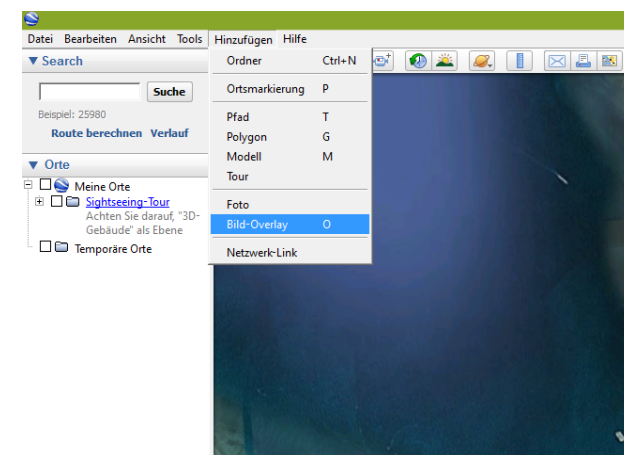 Datei Bearbeiten Ansicht Tools Hinzufügen Hilfe
Search
Suche
Beispiel: 25980
Route berechnen Verlauf
Orte
Meine Orte
Sightseeing-Tour
Achten Sie darauf, "3D-
Gebäude" als Ebene
Temporäre Orte
Ordner Ctrl+N
Ortsmarkierung P
Pfad T
Polygon G
Modell M
Tour
Foto
Bild-Overlay O
Netzwerk-Link